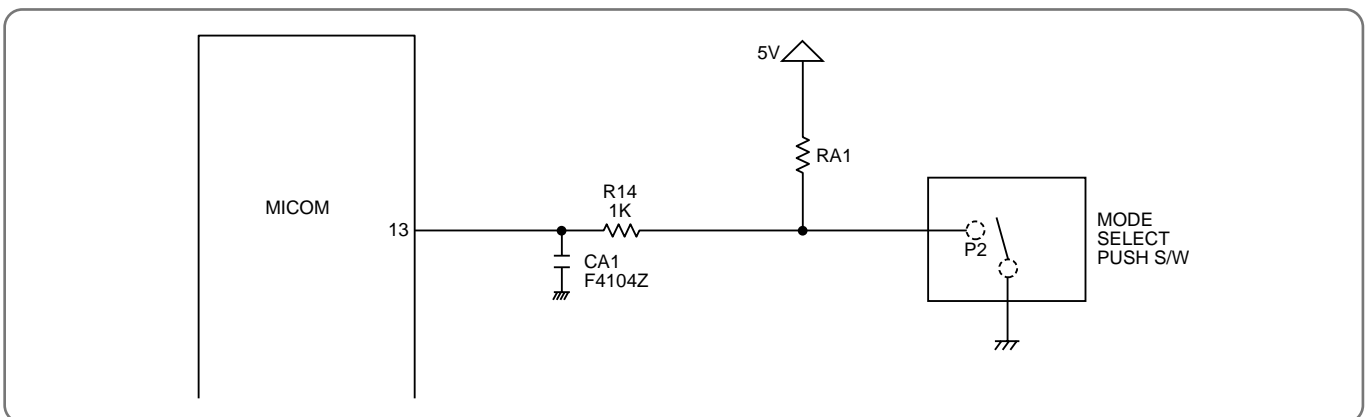 5V
RA1
R14
1K
MICOM
13
CA1
F4104Z
P2
MODE
SELECT
PUSH S/W